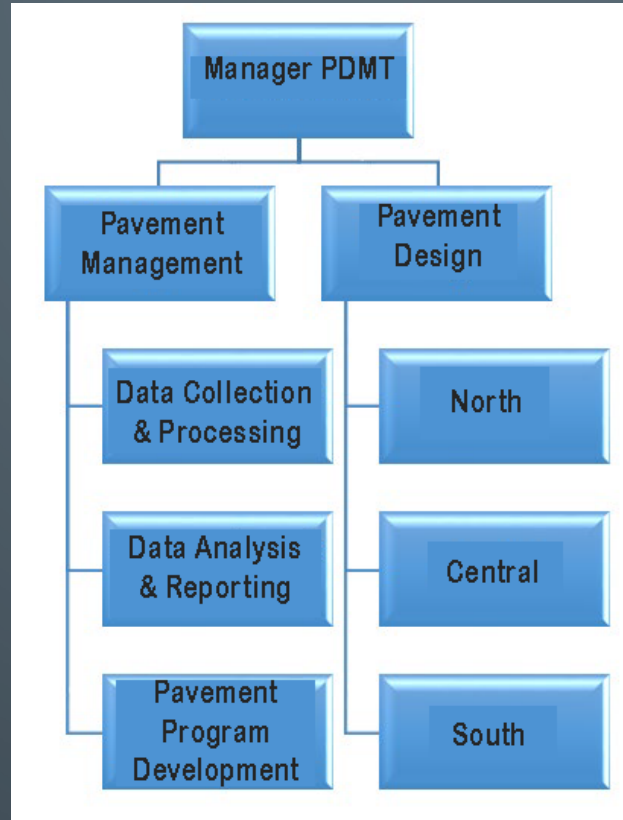 Manager PDMT
Pavement
Management
Pavement
Design
Data Collection
& Processing
North
Data Analysis
& Reporting
Central
Pavement
Program
Development
South